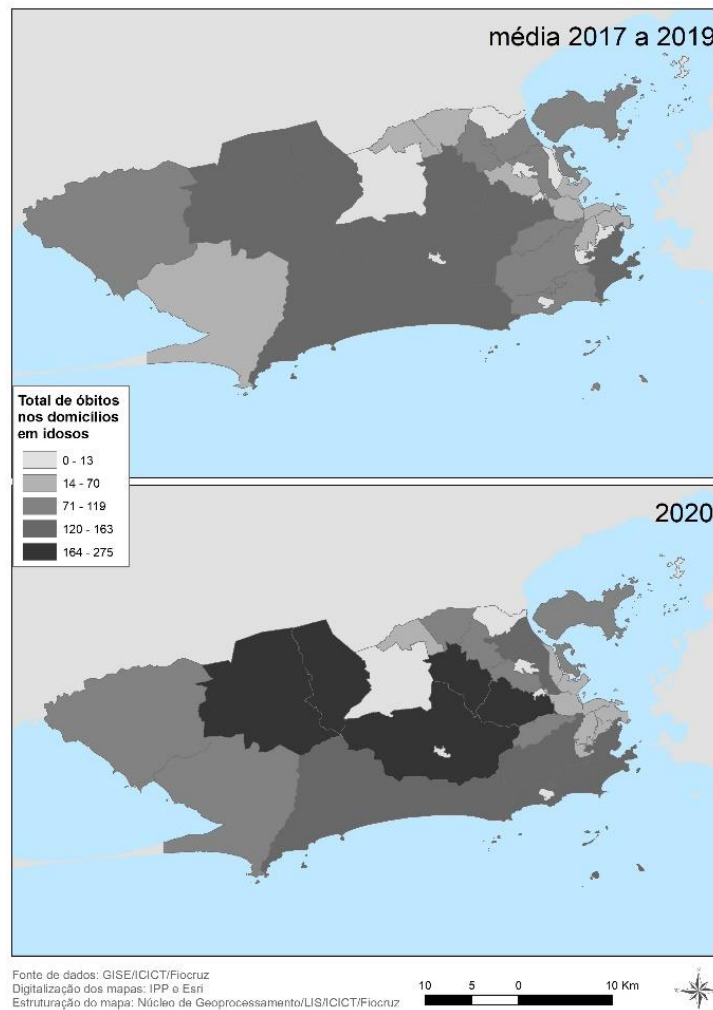 média 2017 a 2019
Total de óbitos
nos domicílios
em idosos
0 - 13
14 - 70
71 - 119
120 - 163
164 - 275
2020
Fonte de dados: GISE/ICICT/Fiocruz
Digitalização dos mapas: IPP e Esri
Estruturação do mapa: Núcleo de Geoprocessamento/LIS/ICICT/Fiocruz
10 5 0 10 Km